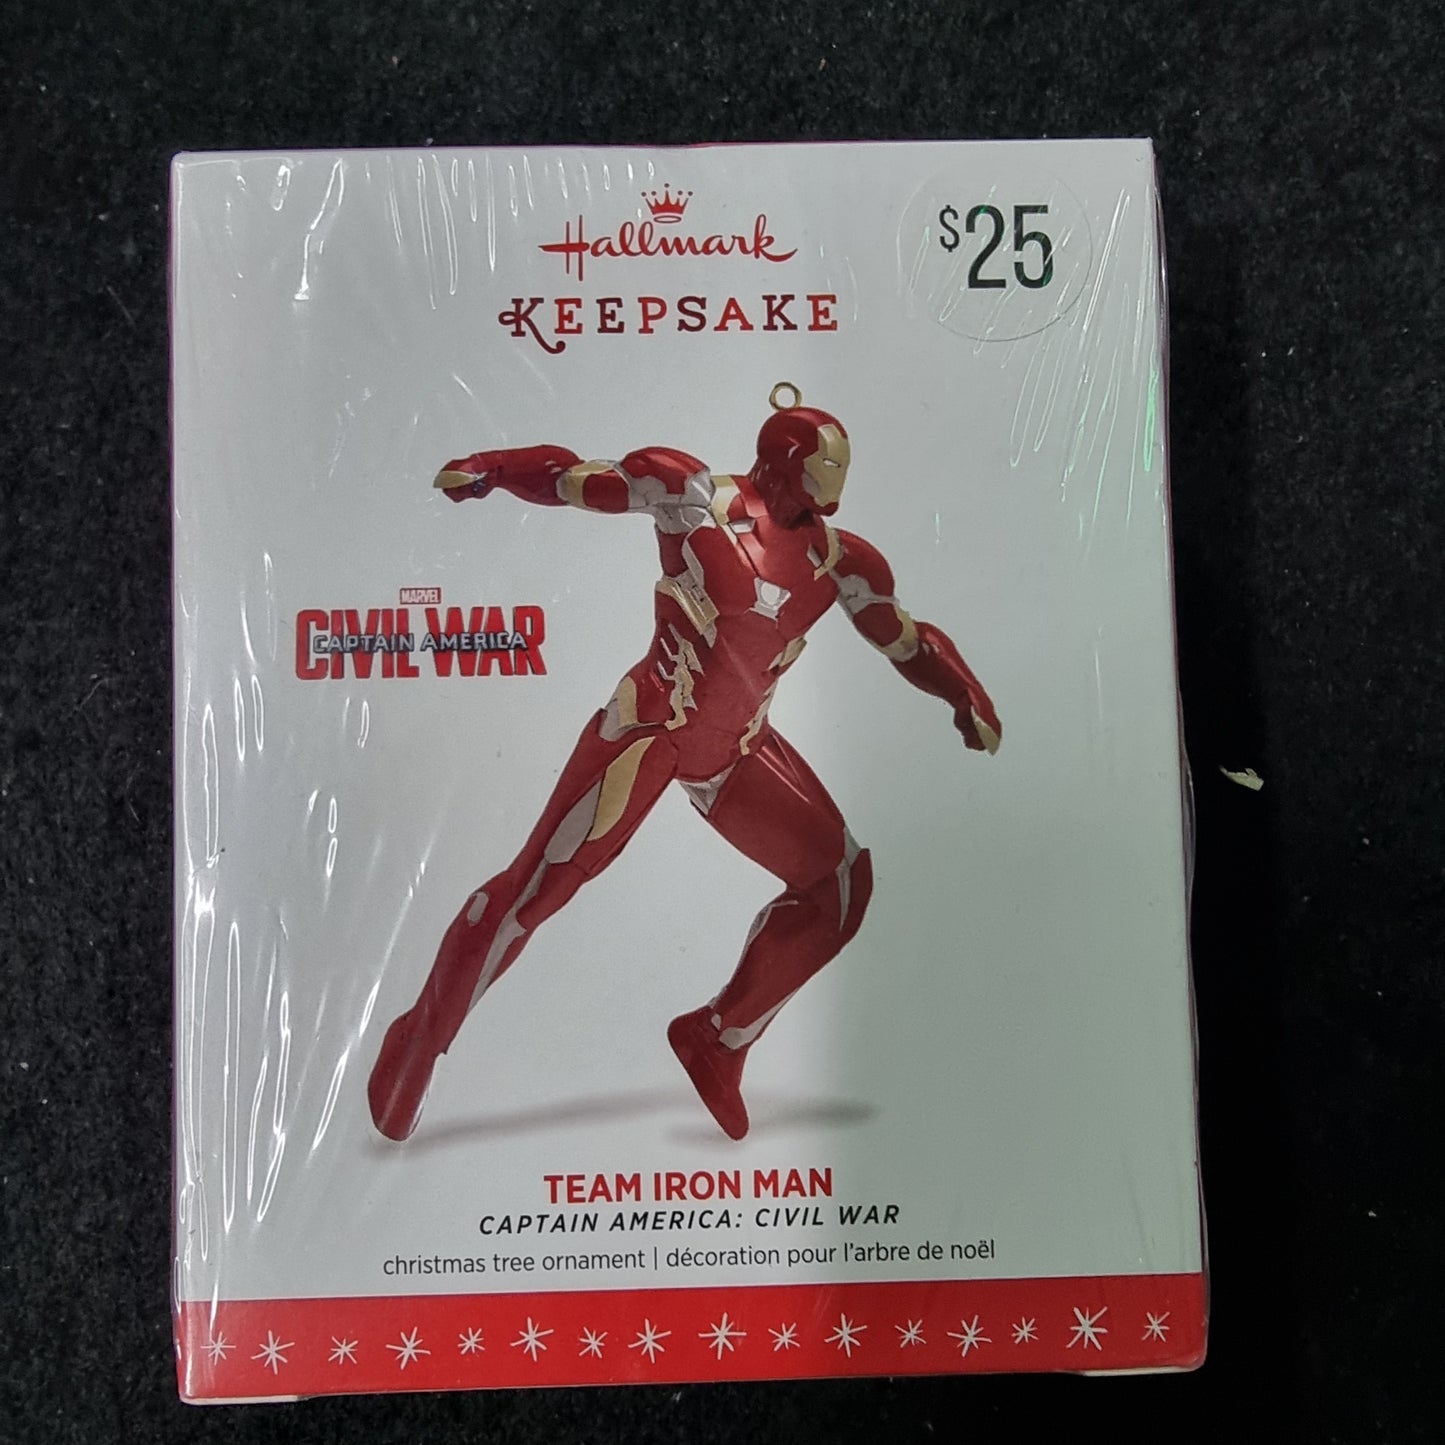 Hallmark
KEEPSAKE
$25
MARVEL
CIVIL WAR
CAPTAIN AMERICA
TEAM IRON MAN
CAPTAIN AMERICA: CIVIL WAR
christmas tree ornament | décoration pour l'arbre de noël